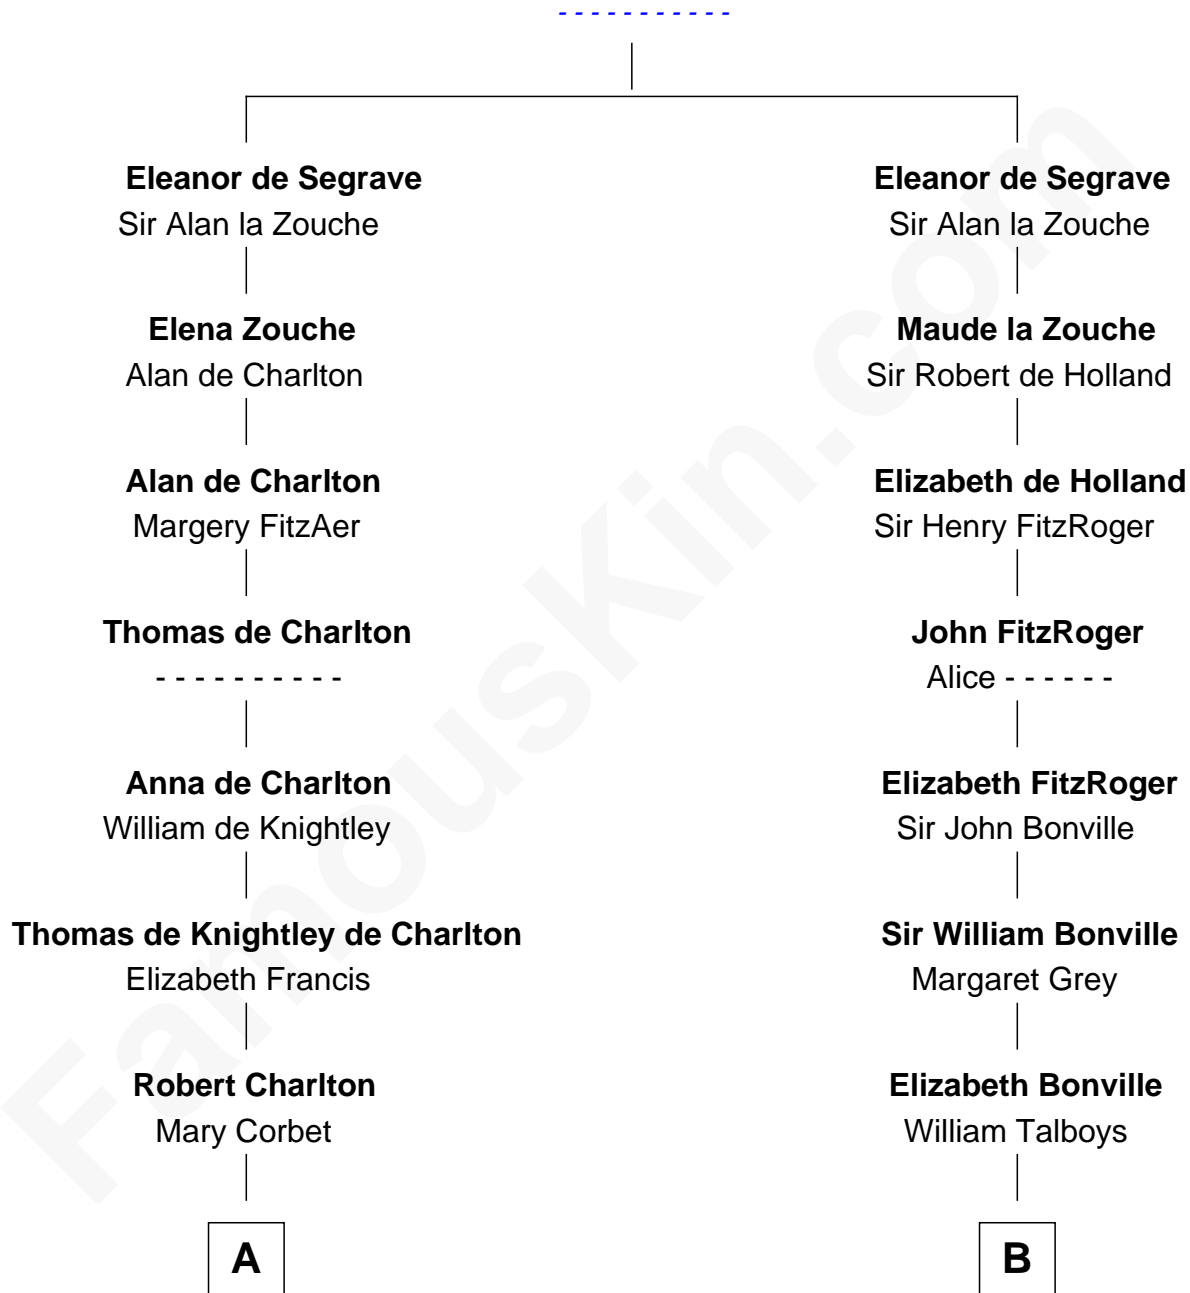 - - - - - - - - - - -
Eleanor de Segrave
Sir Alan la Zouche
Elena Zouche
Alan de Charlton
Alan de Charlton
Margery FitzAer
Thomas de Charlton
- - - - - - - - - -
Anna de Charlton
William de Knightley
Thomas de Knightley de Charlton
Elizabeth Francis
Robert Charlton
Mary Corbet
A
Eleanor de Segrave
Sir Alan la Zouche
Maude la Zouche
Sir Robert de Holland
Elizabeth de Holland
Sir Henry FitzRoger
John FitzRoger
Alice - - - - - -
Elizabeth FitzRoger
Sir John Bonville
Sir William Bonville
Margaret Grey
Elizabeth Bonville
William Talboys
B
FamousKin.com